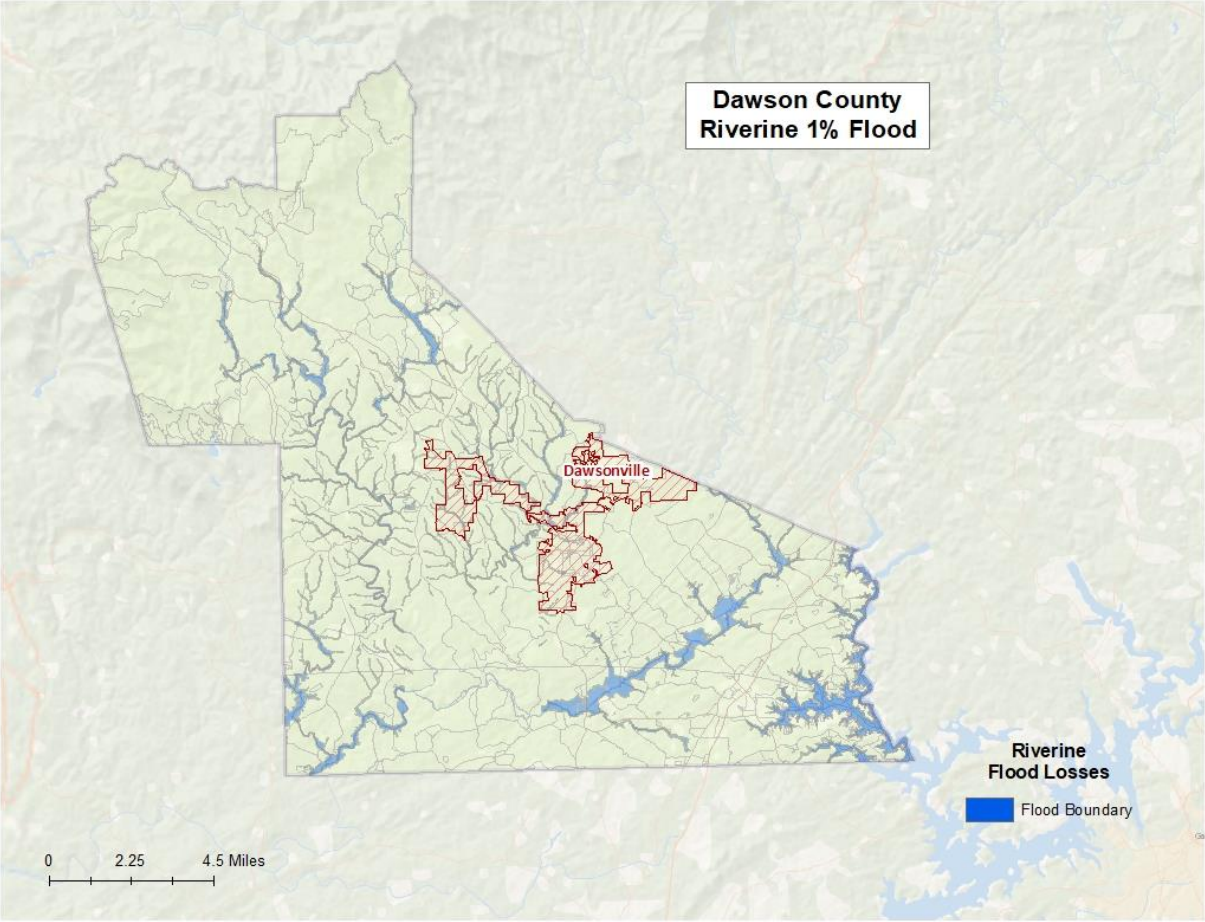 Dawson County
Riverine 1% Flood
Dawsonville
Riverine
Flood Losses
Flood Boundary
0 2.25 4.5 Miles